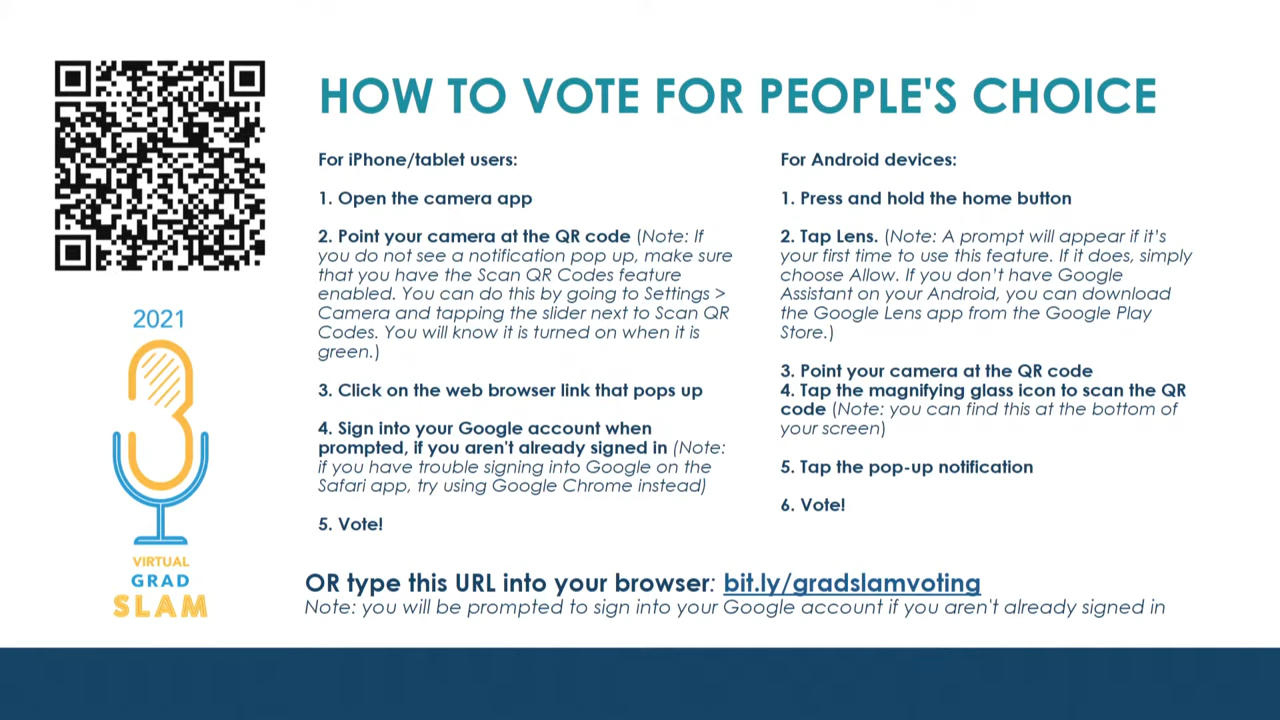 HOW TO VOTE FOR PEOPLE'S CHOICE
For iPhone/tablet users:
1. Open the camera app
2. Point your camera at the QR code (Note: If
you do not see a notification pop up, make sure
that you have the Scan QR Codes feature
enabled. You can do this by going to Settings >
Camera and tapping the slider next to Scan QR
Codes. You will know it is turned on when it is
green.)
3. Click on the web browser link that pops up
4. Sign into your Google account when
prompted, if you aren't already signed in (Note:
if you have trouble signing into Google on the
Safari app, try using Google Chrome instead)
5. Vote!
For Android devices:
1. Press and hold the home button
2. Tap Lens. (Note: A prompt will appear if it’s
your first time to use this feature. If it does, simply
choose Allow. If you don’t have Google
Assistant on your Android, you can download
the Google Lens app from the Google Play
Store.)
3. Point your camera at the QR code
4. Tap the magnifying glass icon to scan the QR
code (Note: you can find this at the bottom of
your screen)
5. Tap the pop-up notification
6. Vote!
OR type this URL into your browser: bit.ly/gradslamvoting
Note: you will be prompted to sign into your Google account if you aren't already signed in
2021
3
VIRTUAL
GRAD
SLAM